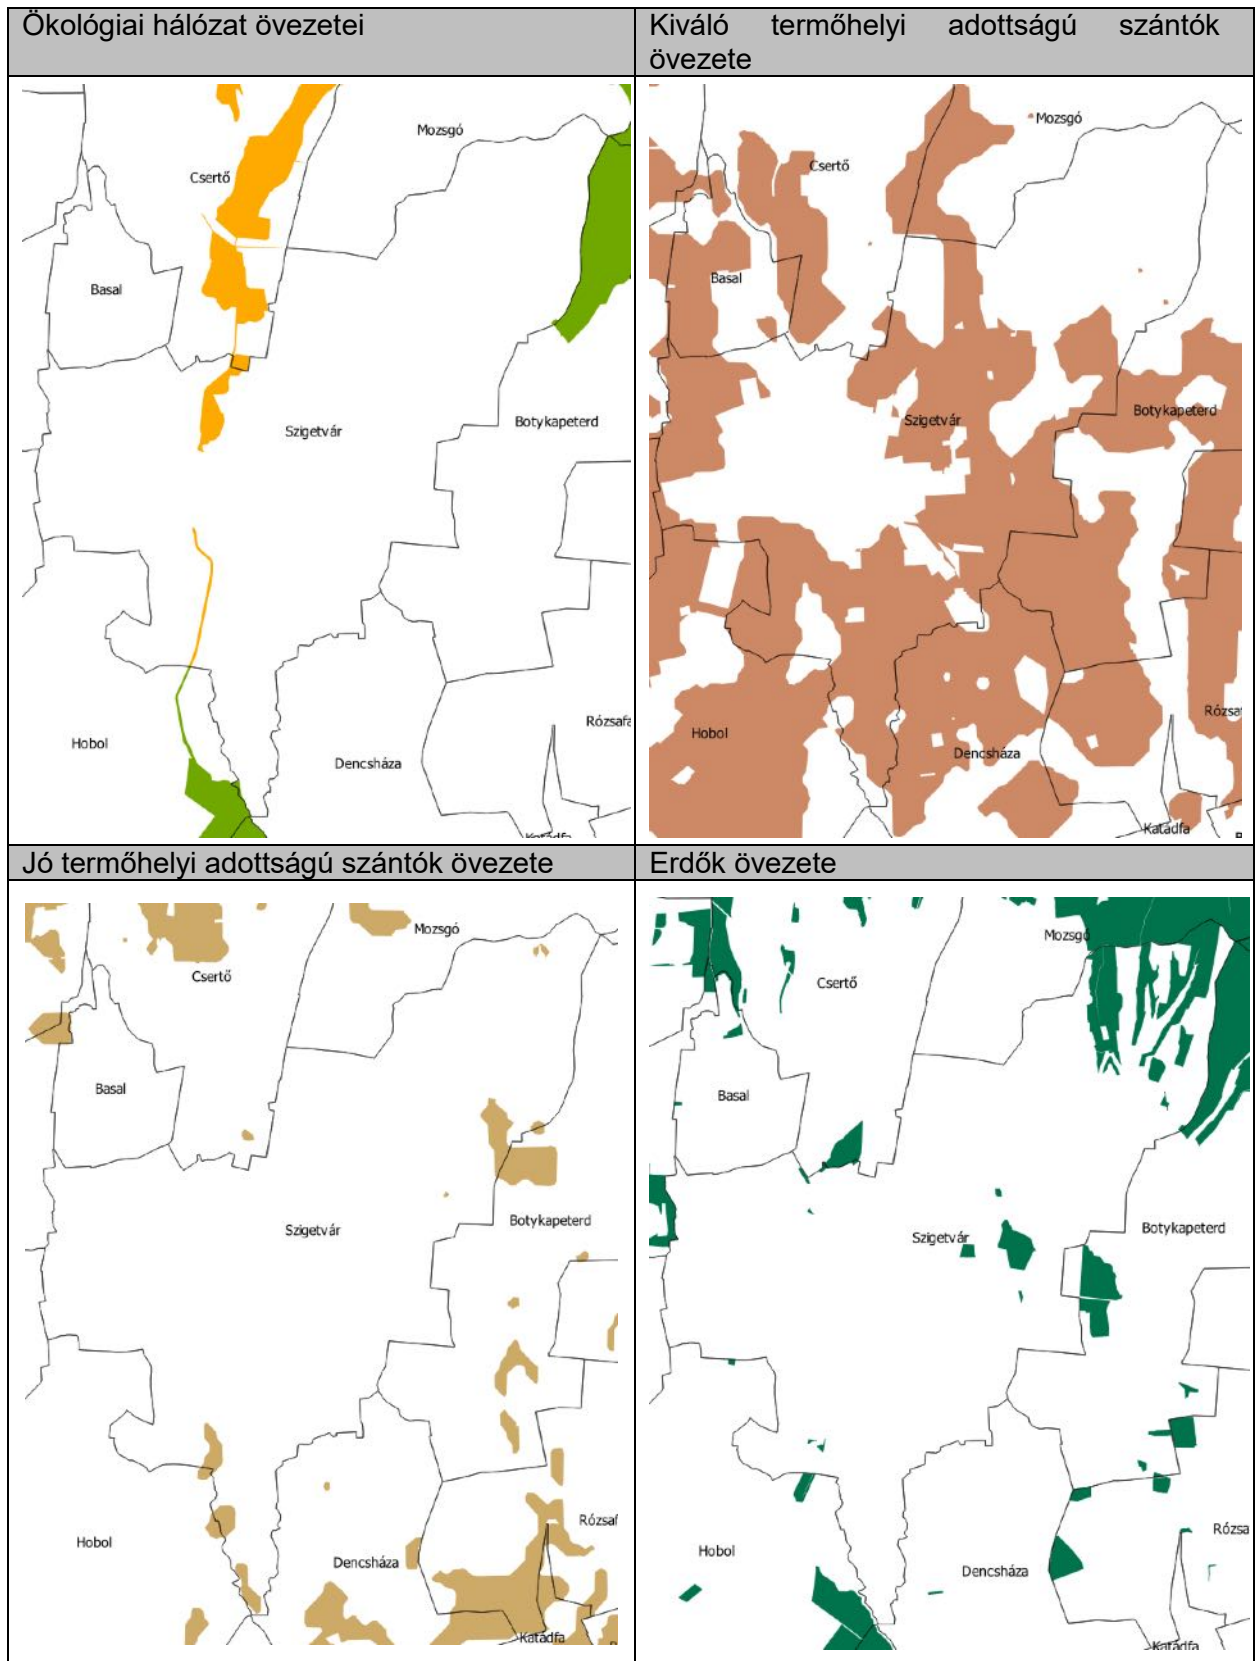 Ökológiai hálózat övezetei
Kiváló termőhelyi adottságú szántók
övezete
Mozsgó
Csertő
Basal
Szigetvár
Botykapeterd
Rózsafa
Hobol
Dencsháza
Katádfa
Mozsgó
Csertő
Basal
Szigetvár
Botykapeterd
Rózsaf
Hobol
Dencsháza
Katádfa
Jó termőhelyi adottságú szántók övezete
Erdők övezete
Mozsgó
Csertő
Basal
Szigetvár
Botykapeterd
Rózsaf
Hobol
Dencsháza
Katádfa
Mozsgó
Csertő
Basal
Szigetvár
Botykapeterd
Rózsa
Hobol
Dencsháza
Katádfa